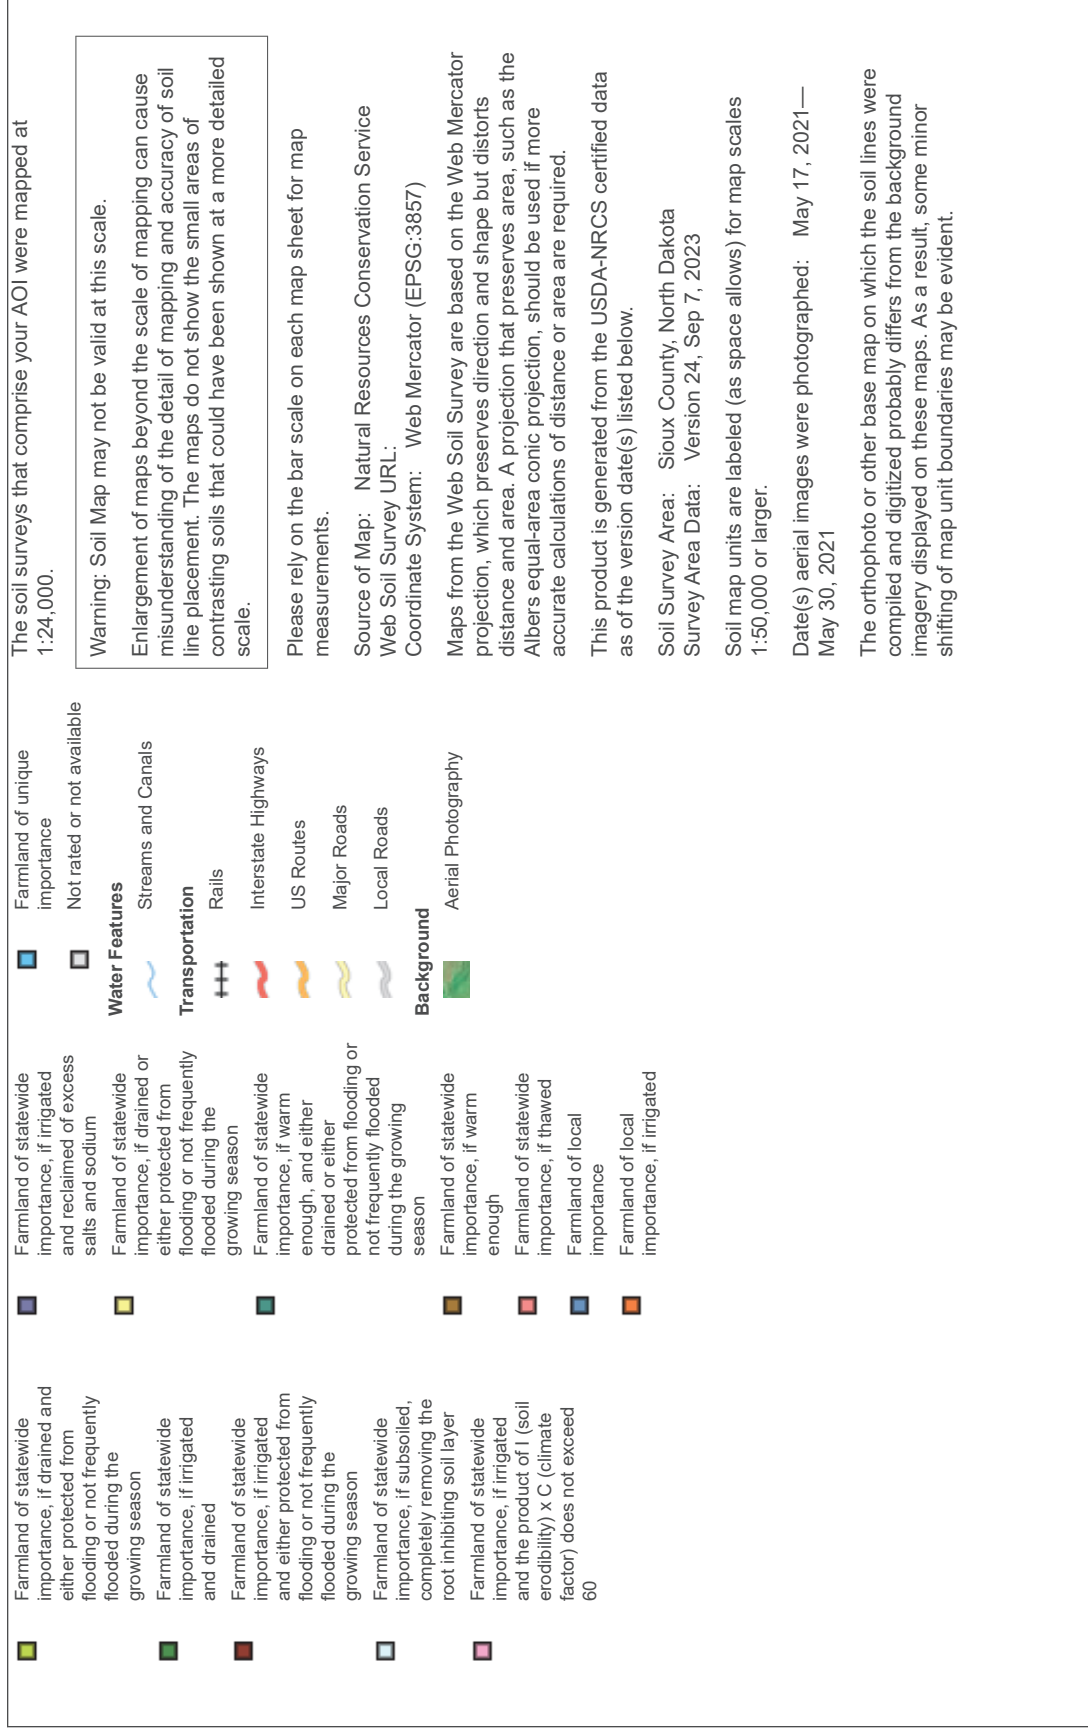 Farmland of statewide
importance, if drained and
either protected from
flooding or not frequently
flooded during the
growing season
Farmland of statewide
importance, if irrigated
and drained
Farmland of statewide
importance, if irrigated
and either protected from
flooding or not frequently
flooded during the
growing season
Farmland of statewide
importance, if subsoiled,
completely removing the
root inhibiting soil layer
Farmland of statewide
importance, if irrigated
and the product of I (soil
erodibility) x C (climate
factor) does not exceed
60
Farmland of statewide
importance, if irrigated
and reclaimed of excess
salts and sodium
Farmland of statewide
importance, if drained or
either protected from
flooding or not frequently
flooded during the
growing season
Farmland of statewide
importance, if warm
enough, and either
drained or either
protected from flooding or
not frequently flooded
during the growing
season
Farmland of statewide
importance, if warm
enough
Farmland of statewide
importance, if thawed
Farmland of local
importance
Farmland of local
importance, if irrigated
Farmland of unique
importance
Not rated or not available
Water Features
Streams and Canals
Transportation
Rails
Interstate Highways
US Routes
Major Roads
Local Roads
Background
Aerial Photography
The soil surveys that comprise your AOI were mapped at
1:24,000.
Warning: Soil Map may not be valid at this scale.
Enlargement of maps beyond the scale of mapping can cause
misunderstanding of the detail of mapping and accuracy of soil
line placement. The maps do not show the small areas of
contrasting soils that could have been shown at a more detailed
scale.
Please rely on the bar scale on each map sheet for map
measurements.
Source of Map: Natural Resources Conservation Service
Web Soil Survey URL:
Coordinate System: Web Mercator (EPSG:3857)
Maps from the Web Soil Survey are based on the Web Mercator
projection, which preserves direction and shape but distorts
distance and area. A projection that preserves area, such as the
Albers equal-area conic projection, should be used if more
accurate calculations of distance or area are required.
This product is generated from the USDA-NRCS certified data
as of the version date(s) listed below.
Soil Survey Area: Sioux County, North Dakota
Survey Area Data: Version 24, Sep 7, 2023
Soil map units are labeled (as space allows) for map scales
1:50,000 or larger.
Date(s) aerial images were photographed: May 17, 2021—
May 30, 2021
The orthophoto or other base map on which the soil lines were
compiled and digitized probably differs from the background
imagery displayed on these maps. As a result, some minor
shifting of map unit boundaries may be evident.